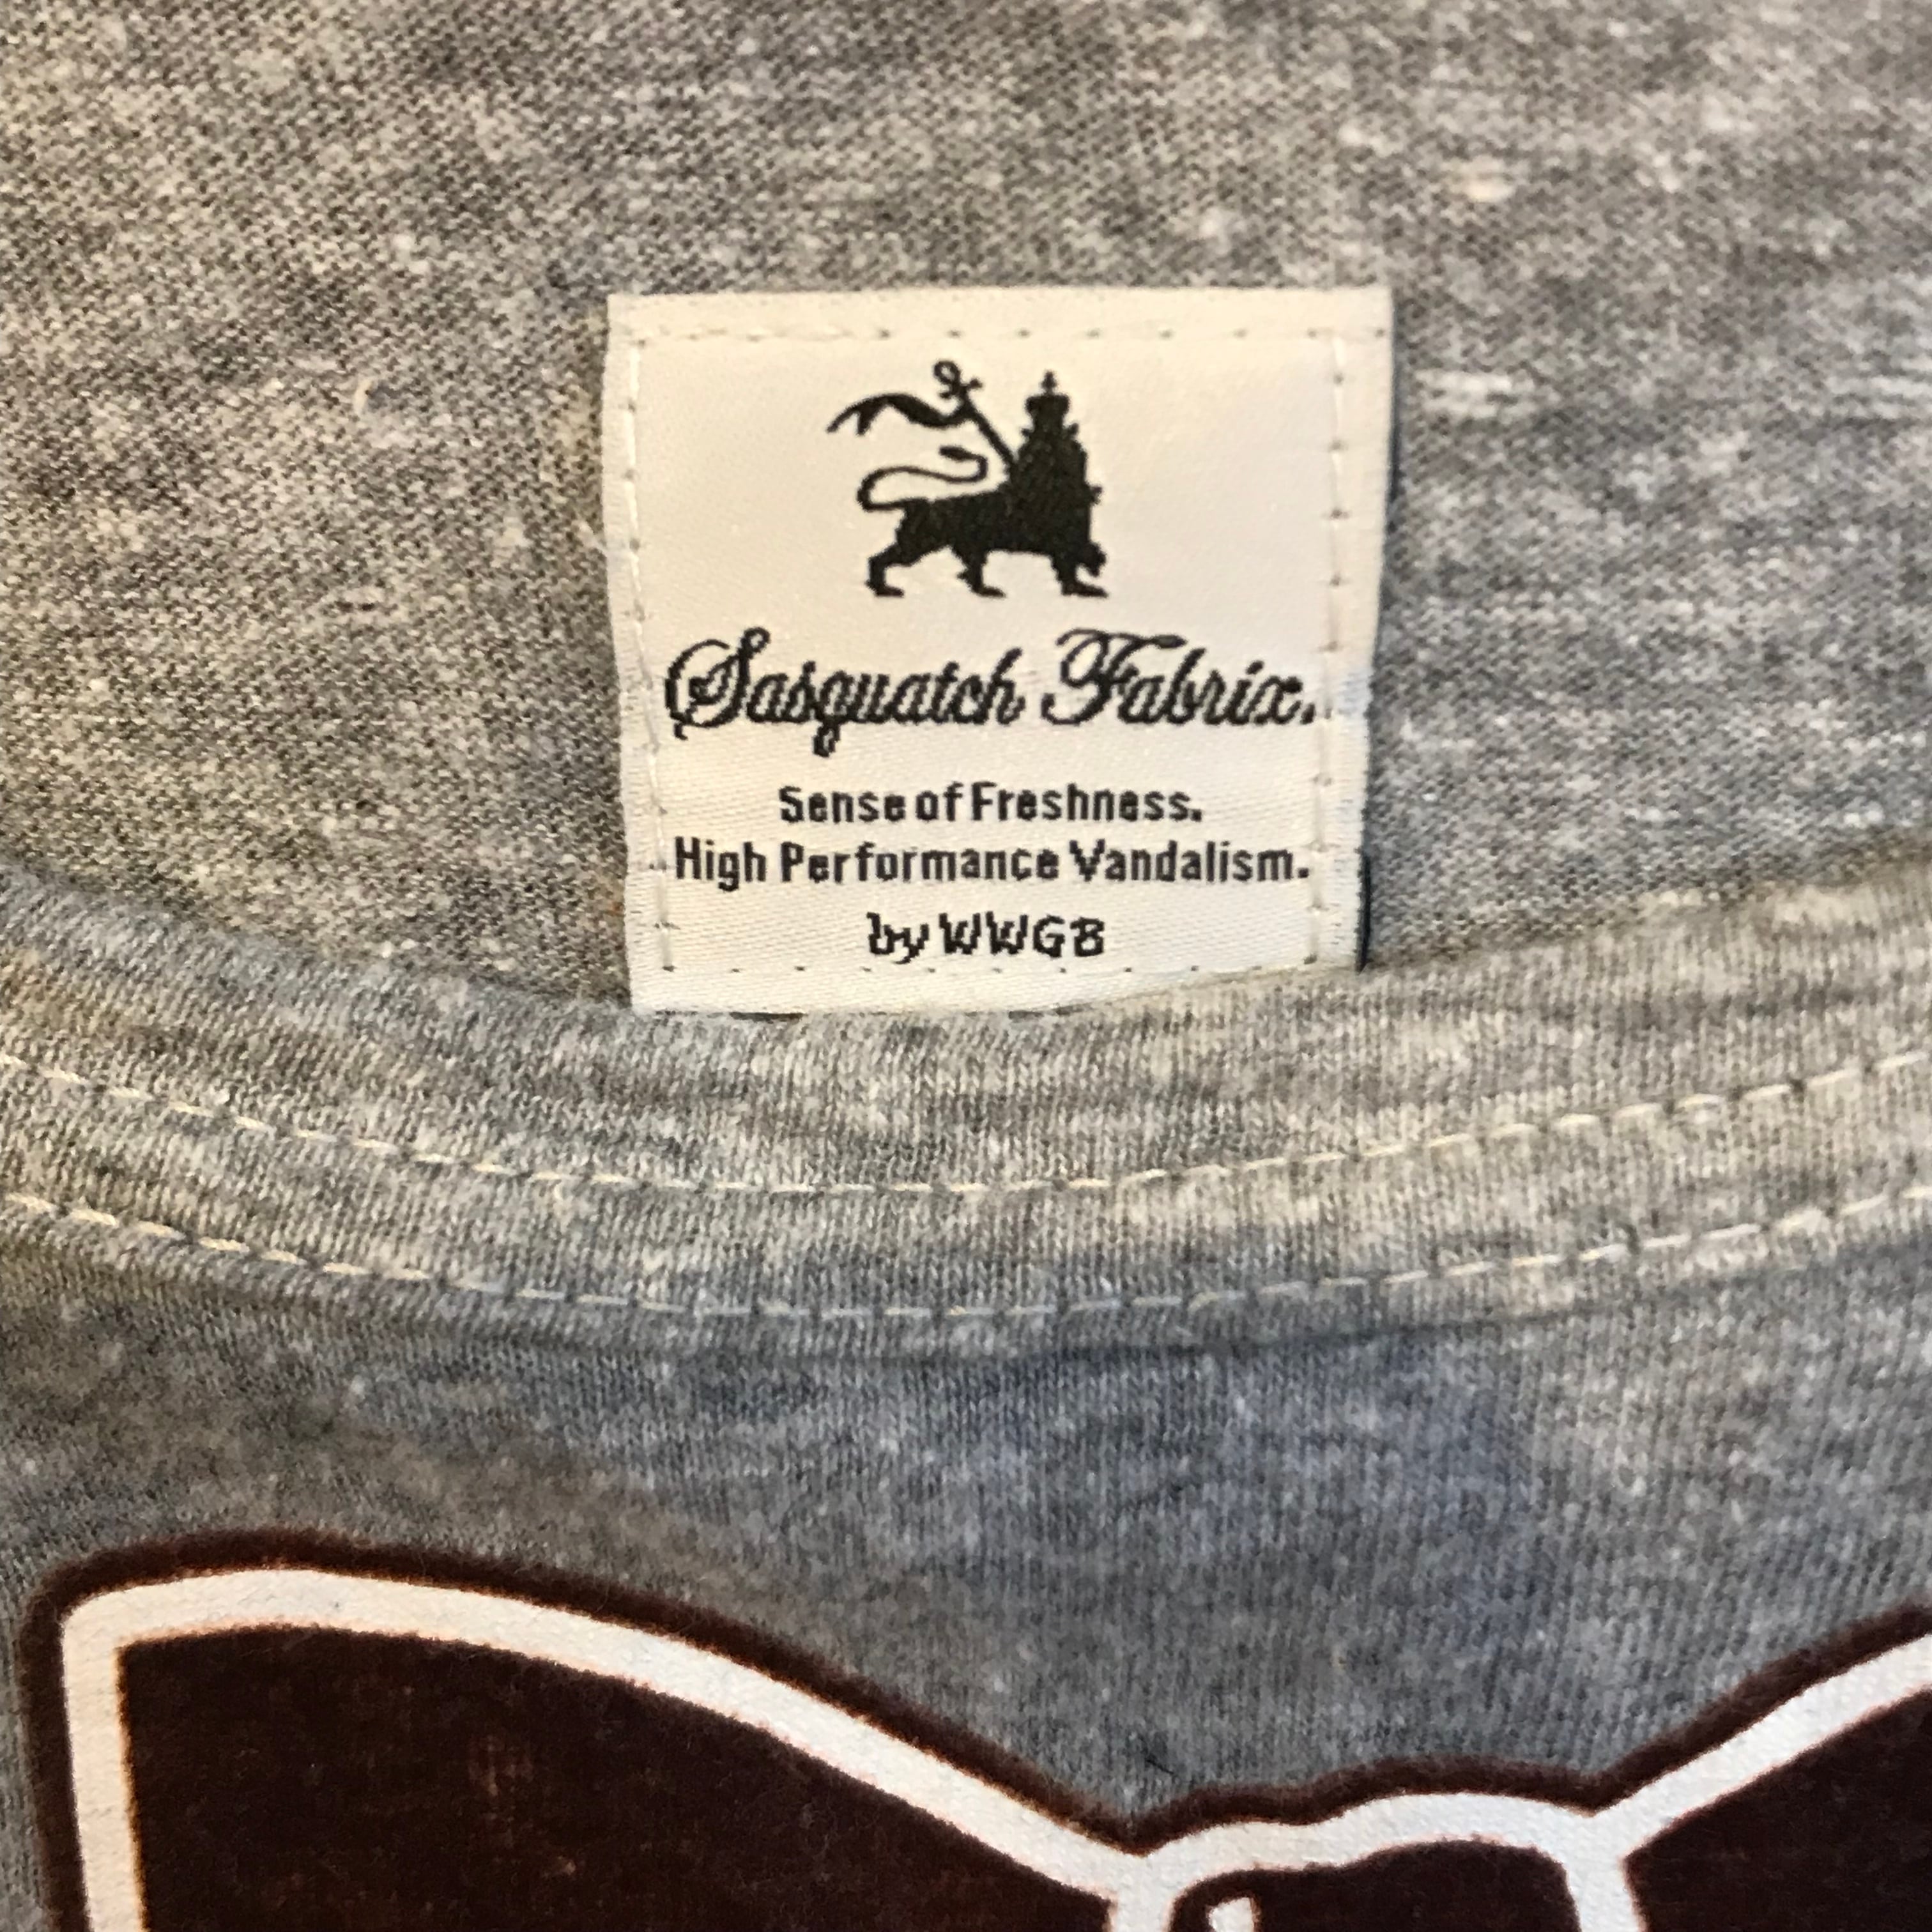 Sasquatch Fabrix.
Sense of Freshness.
High Performance Vandalism.
by WWGB